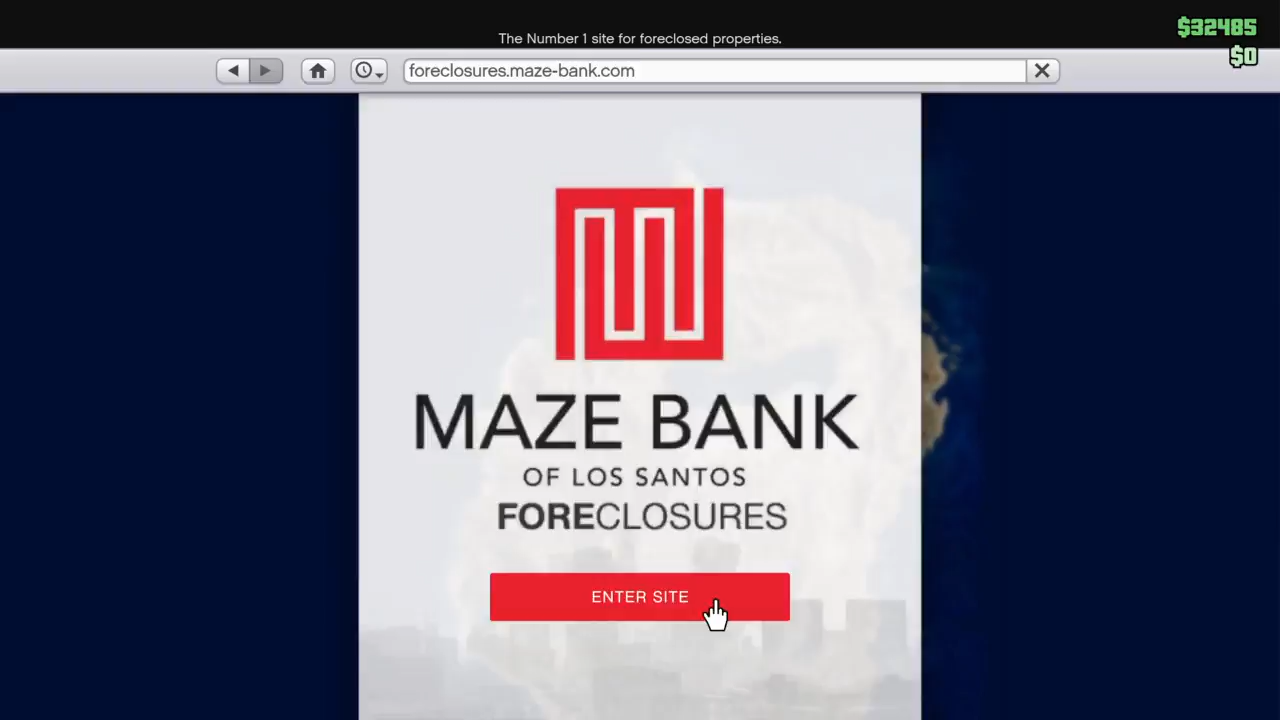 The Number 1 site for foreclosed properties.
$32485
$0
foreclosures.maze-bank.com
MAZE BANK
OF LOS SANTOS
FORECLOSURES
ENTER SITE